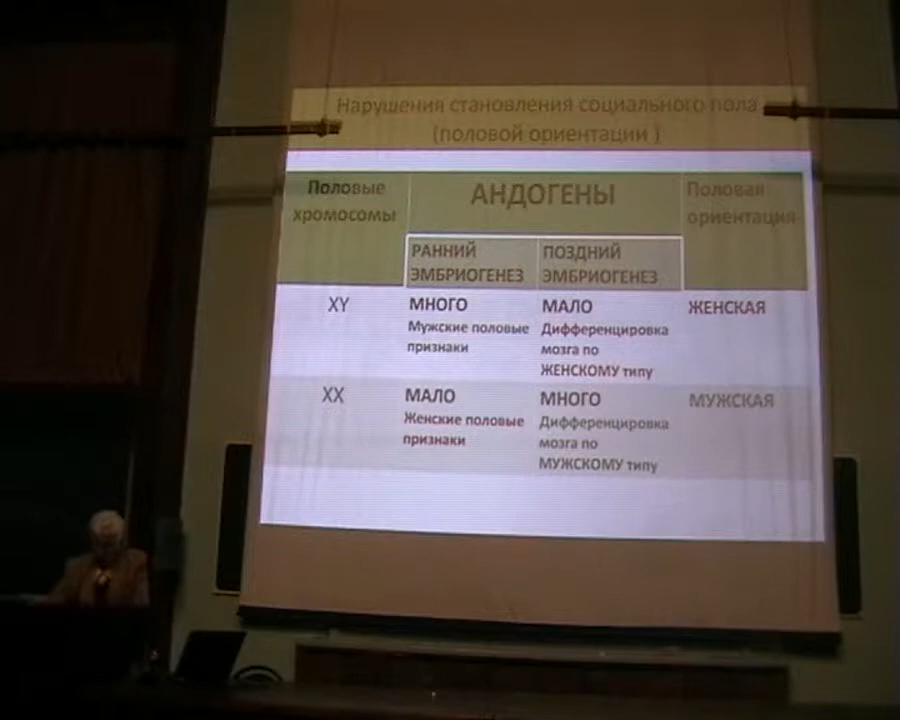 Нарушения становления социального пола
(половой ориентации )
Половые
хромосомы
АНДОГЕНЫ
Половая
ориентация
РАННИЙ
ЭМБРИОГЕНЕЗ
ПОЗДНИЙ
ЭМБРИОГЕНЕЗ
XY
МНОГО
Мужские половые
признаки
МАЛО
Дифференцировка
мозга по
ЖЕНСКОМУ типу
ЖЕНСКАЯ
XX
МАЛО
Женские половые
признаки
МНОГО
Дифференцировка
мозга по
МУЖСКОМУ типу
МУЖСКАЯ